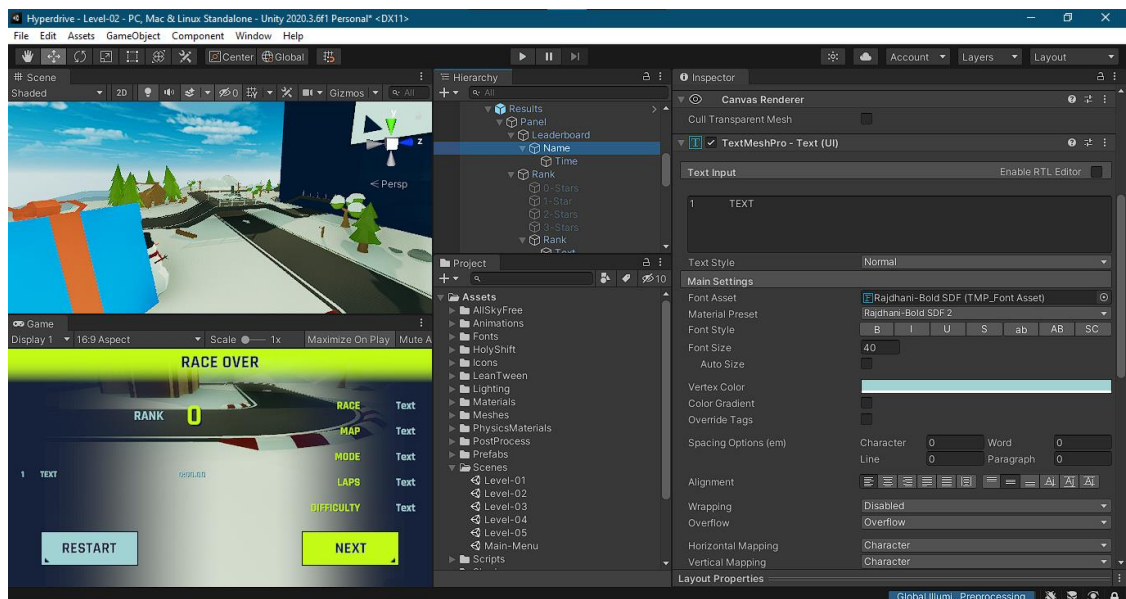 Hyperdrive - Level-02 - PC, Mac & Linux Standalone - Unity 2020.3.6f1 Personal* <DX11>
File Edit Assets GameObject Component Window Help
Center Global
Account Layers Layout
Scene
Shaded 2D Gizmos All
y
z
Persp
Game
Display 1 16:9 Aspect Scale 1x Maximize On Play Mute A
RACE OVER
RANK 0
RACE Text
MAP Text
MODE Text
1 TEXT
LAPS Text
DIFFICULTY Text
RESTART NEXT
Hierarchy
All
Results
Panel
Leaderboard
Name
Time
Rank
0-Stars
1-Star
2-Stars
3-Stars
Rank
Text
Project
10
Assets
AllSkyFree
Animations
Fonts
HolyShift
Icons
LeanTween
Lighting
Materials
Meshes
PhysicsMaterials
PostProcess
Prefabs
Scenes
Level-01
Level-02
Level-03
Level-04
Level-05
Main-Menu
Scripts
Inspector
Canvas Renderer
Cull Transparent Mesh
TextMeshPro - Text (UI)
Text Input Enable RTL Editor
1 TEXT
Text Style Normal
Main Settings
Font Asset Rajdhani-Bold SDF (TMP_Font Asset)
Material Preset Rajdhani-Bold SDF 2
Font Style B I U S ab AB SC
Font Size 40
Auto Size
Vertex Color
Color Gradient
Override Tags
Spacing Options (em) Character 0 Word 0
Line 0 Paragraph 0
Alignment
Wrapping Disabled
Overflow Overflow
Horizontal Mapping Character
Vertical Mapping Character
Layout Properties
Global Illumi Preprocessing